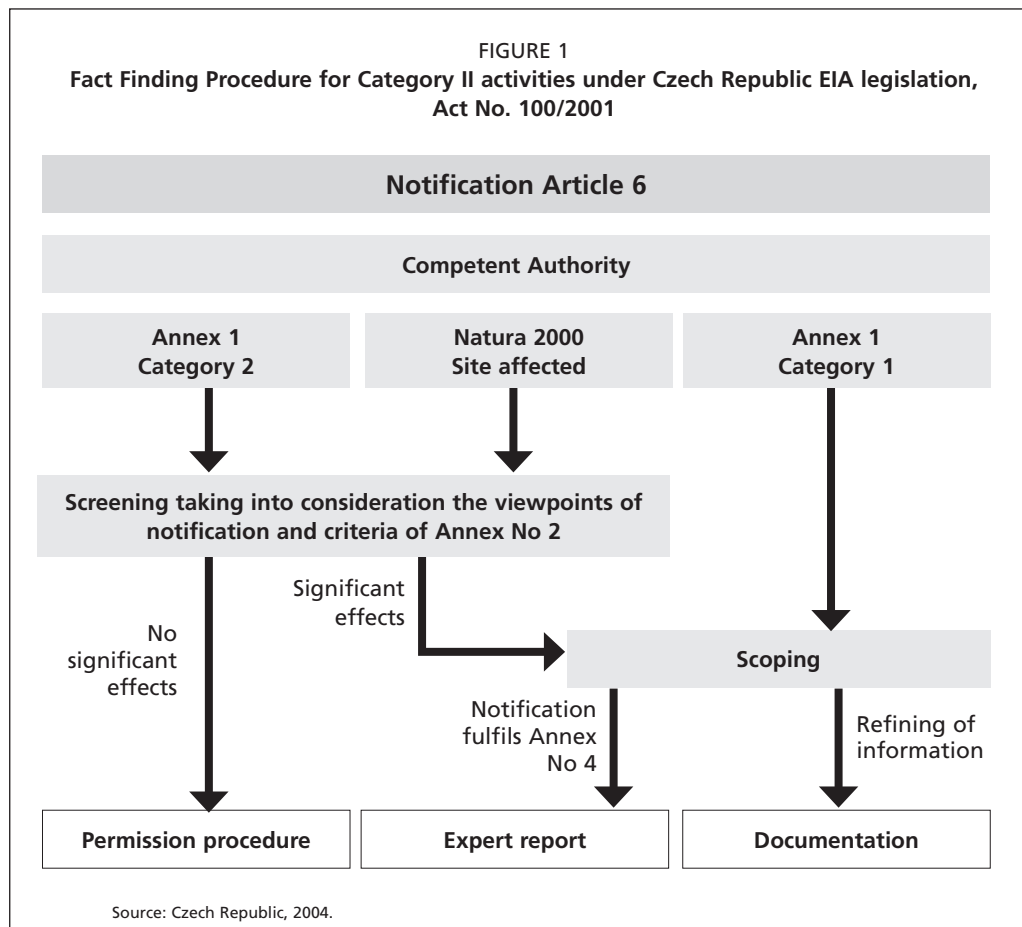 FIGURE 1
Fact Finding Procedure for Category II activities under Czech Republic EIA legislation,
Act No. 100/2001
Notification Article 6
Competent Authority
Annex 1
Category 2
Natura 2000
Site affected
Annex 1
Category 1
Screening taking into consideration the viewpoints of
notification and criteria of Annex No 2
No
significant
effects
Significant
effects
Scoping
Notification
fulfils Annex
No 4
Refining of
information
Permission procedure
Expert report
Documentation
Source: Czech Republic, 2004.